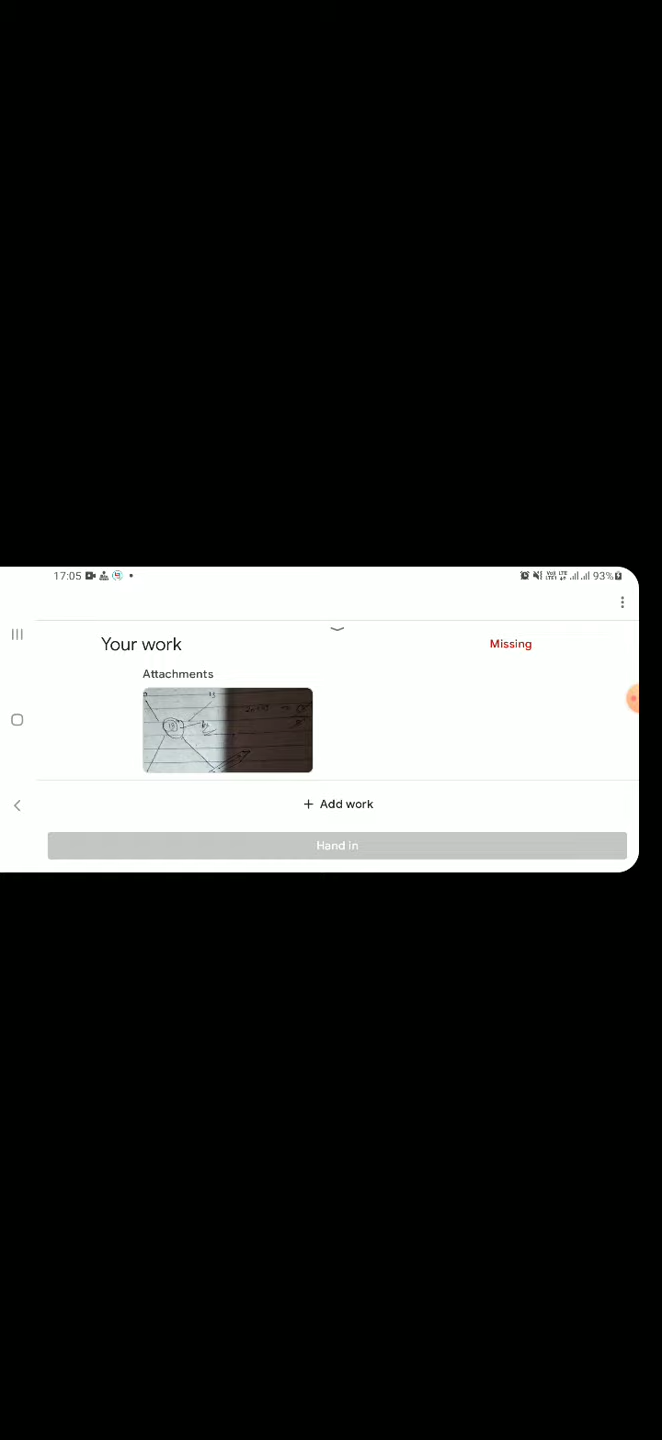 17:05 93%
Your work Missing
Attachments
+ Add work
Hand in